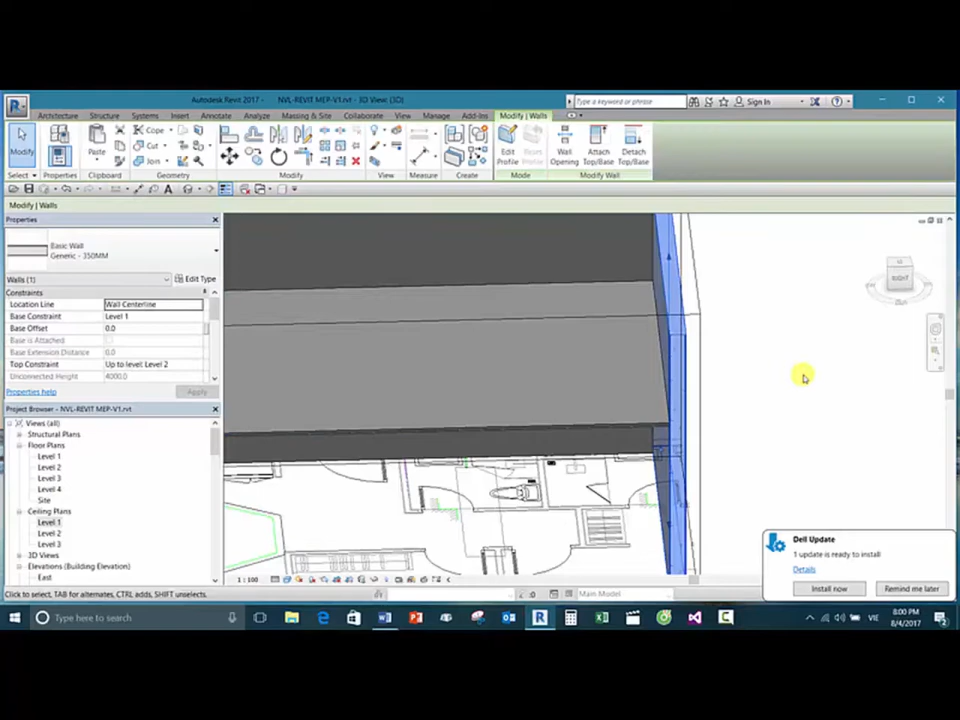 Autodesk Revit 2017 - NVL-REVIT MEP-V1.rvt - 3D View: {3D}
Type a keyword or phrase
Sign In
Architecture Structure Systems Insert Annotate Analyze Massing & Site Collaborate View Manage Add-Ins Modify | Walls
Modify
Paste
Cope
Cut
Join
Edit Profile
Reset Profile
Wall Opening
Attach Top/Base
Detach Top/Base
Select Properties Clipboard Geometry Modify View Measure Create Mode Modify Wall
Modify | Walls
Properties
Basic Wall
Generic - 350MM
Walls (1)
Edit Type
Constraints
Location Line Wall Centerline
Base Constraint Level 1
Base Offset 0.0
Base is Attached
Base Extension Distance 0.0
Top Constraint Up to level: Level 2
Unconnected Height 4000.0
Properties help
Apply
Project Browser - NVL-REVIT MEP-V1.rvt
Views (all)
Structural Plans
Floor Plans
Level 1
Level 2
Level 3
Level 4
Site
Ceiling Plans
Level 1
Level 2
Level 3
3D Views
Elevations (Building Elevation)
East
RIGHT
1 : 100
Click to select, TAB for alternates, CTRL adds, SHIFT unselects.
: 0
Main Model
Dell Update
1 update is ready to install
Details
Install now
Remind me later
Type here to search
VIE
8:00 PM
8/4/2017